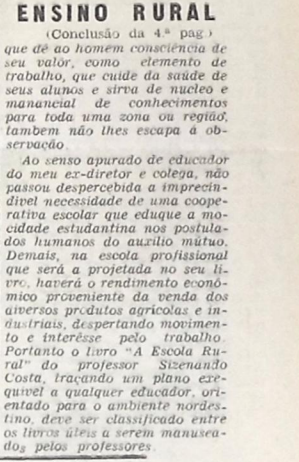 ENSINO RURAL
(Conclusão da 4.ª pag.)
que dê ao homem consciência de
seu valor, como elemento de
trabalho, que cuide da saúde de
seus alunos e sirva de nucleo e
manancial de conhecimentos
para toda uma zona ou região,
tambem não lhes escapa á ob-
servação.
Ao senso apurado de educador
do meu ex-diretor e colega, não
passou despercebida a imprecin-
divel necessidade de uma coope-
rativa escolar que eduque a mo-
cidade estudantina nos postula-
dos humanos do auxilio mútuo.
Demais, na escola profissional
que será a projetada no seu li-
vro, haverá o rendimento econô-
mico proveniente da venda dos
diversos produtos agricolas e in-
dustriais, despertando movimen-
to e interêsse pelo trabalho.
Portanto o livro "A Escola Ru-
ral" do professor Sizenando
Costa, traçando um plano exe-
quivel a qualquer educador, ori-
entado para o ambiente nordes-
tino, deve ser classificado entre
os livros úteis a serem manusea-
dos pelos professores.